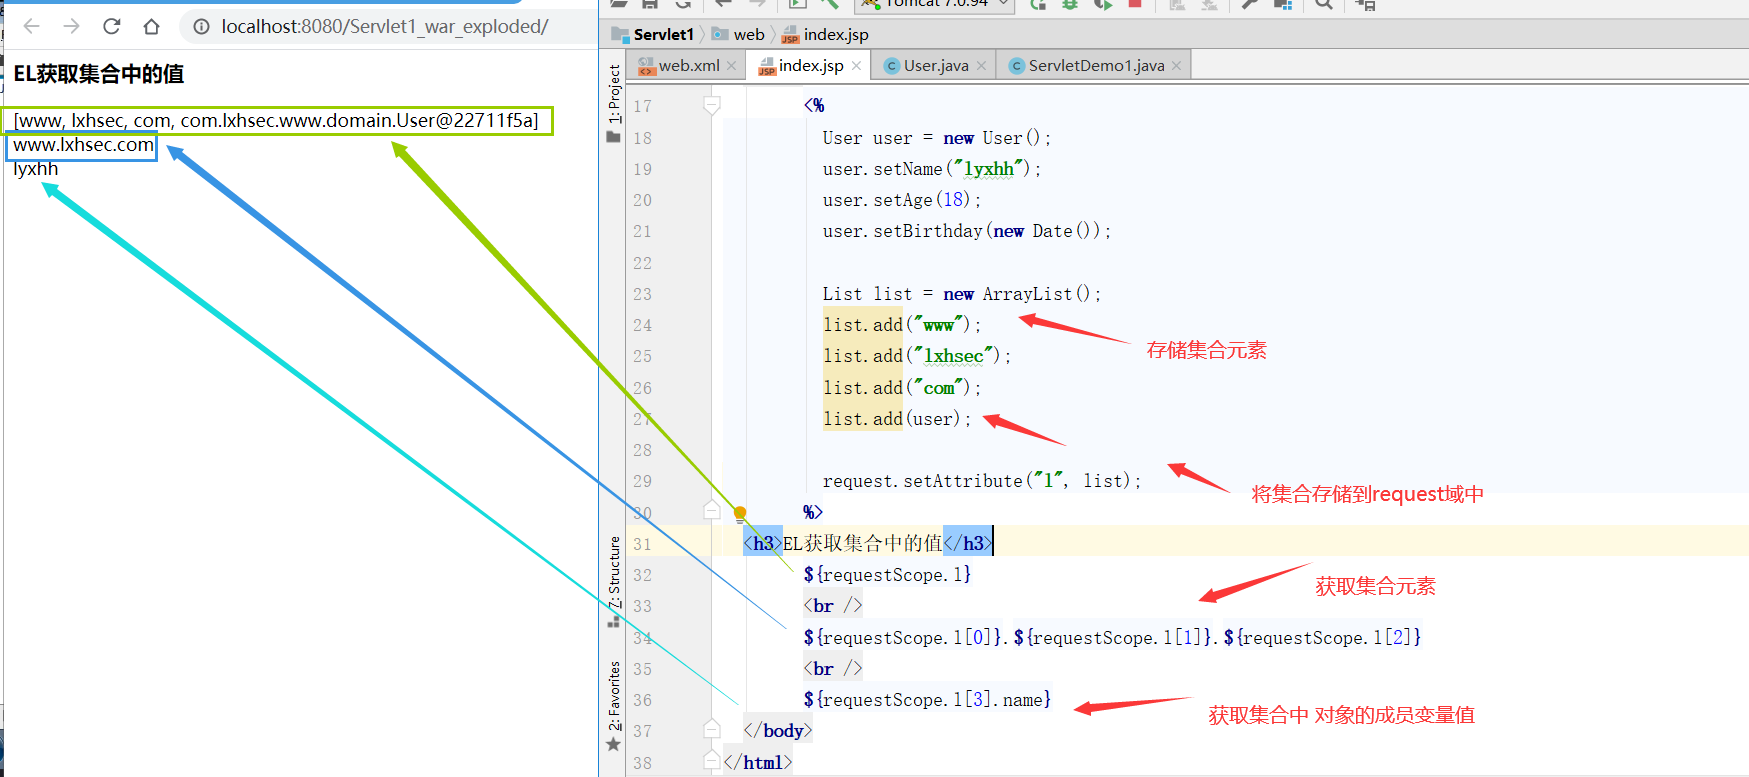 localhost:8080/Servlet1_war_exploded/
EL获取集合中的值
[www, lxhsec, com, com.lxhsec.www.domain.User@22711f5a]
www.lxhsec.com
lyxhh
Tomcat 7.0.94
Servlet1 web index.jsp
web.xml index.jsp User.java ServletDemo1.java
1: Project
7: Structure
2: Favorites
17 <%
18 User user = new User();
19 user.setName("lyxhh");
20 user.setAge(18);
21 user.setBirthday(new Date());
22
23 List list = new ArrayList();
24 list.add("www");
存储集合元素
25 list.add("lxhsec");
26 list.add("com");
27 list.add(user);
28
29 request.setAttribute("l", list);
将集合存储到request域中
30 %>
31 <h3>EL获取集合中的值</h3>
32 ${requestScope.l}
获取集合元素
33 <br />
34 ${requestScope.l[0]}.${requestScope.l[1]}.${requestScope.l[2]}
35 <br />
36 ${requestScope.l[3].name}
获取集合中 对象的成员变量值
37 </body>
38 </html>